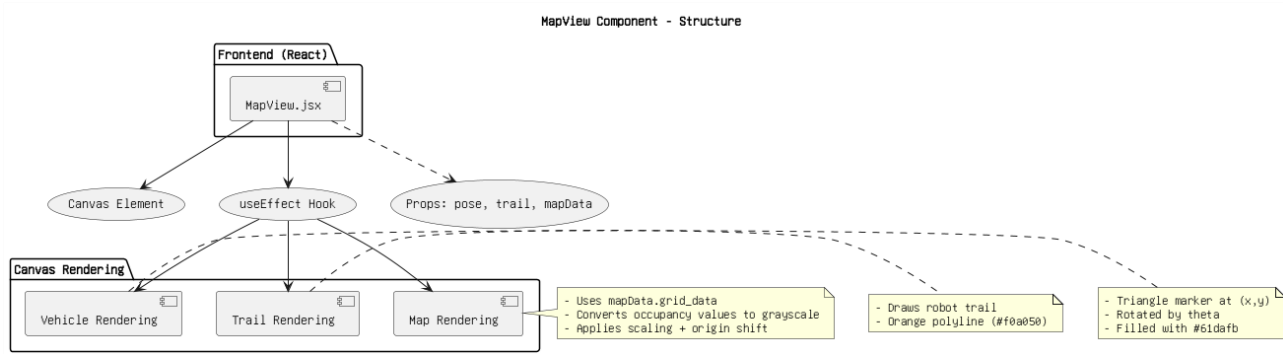 MapView Component - Structure
Frontend (React)
MapView.jsx
Canvas Element
useEffect Hook
Props: pose, trail, mapData
Canvas Rendering
Vehicle Rendering
Trail Rendering
Map Rendering
- Uses mapData.grid_data
- Converts occupancy values to grayscale
- Applies scaling + origin shift
- Draws robot trail
- Orange polyline (#f0a050)
- Triangle marker at (x,y)
- Rotated by theta
- Filled with #61dafb